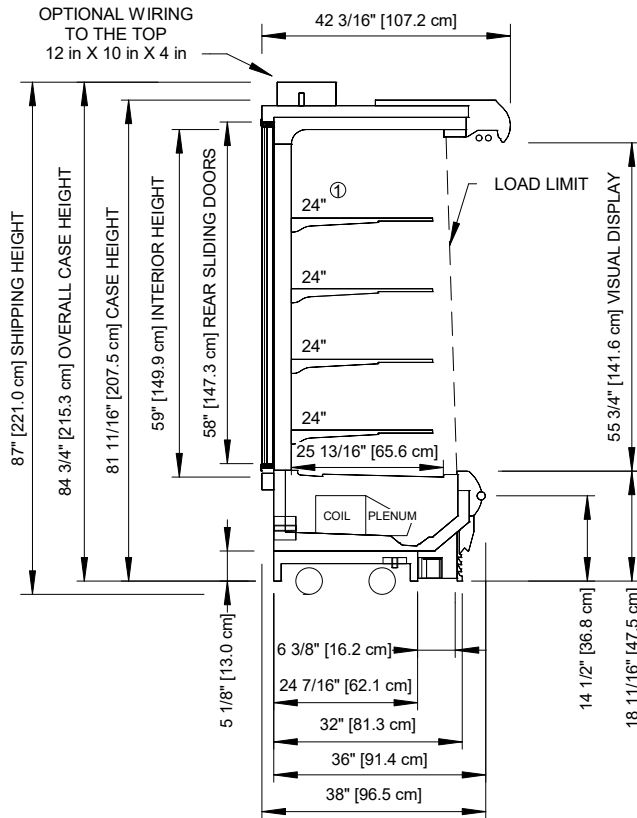 OPTIONAL WIRING
TO THE TOP
12 in X 10 in X 4 in
42 3/16" [107.2 cm]
87" [221.0 cm] SHIPPING HEIGHT
84 3/4" [215.3 cm] OVERALL CASE HEIGHT
81 11/16" [207.5 cm] CASE HEIGHT
59" [149.9 cm] INTERIOR HEIGHT
58" [147.3 cm] REAR SLIDING DOORS
①
24"
LOAD LIMIT
24"
24"
24"
55 3/4" [141.6 cm] VISUAL DISPLAY
25 13/16" [65.6 cm]
COIL
PLENUM
5 1/8" [13.0 cm]
14 1/2" [36.8 cm]
18 11/16" [47.5 cm]
6 3/8" [16.2 cm]
24 7/16" [62.1 cm]
32" [81.3 cm]
36" [91.4 cm]
38" [96.5 cm]